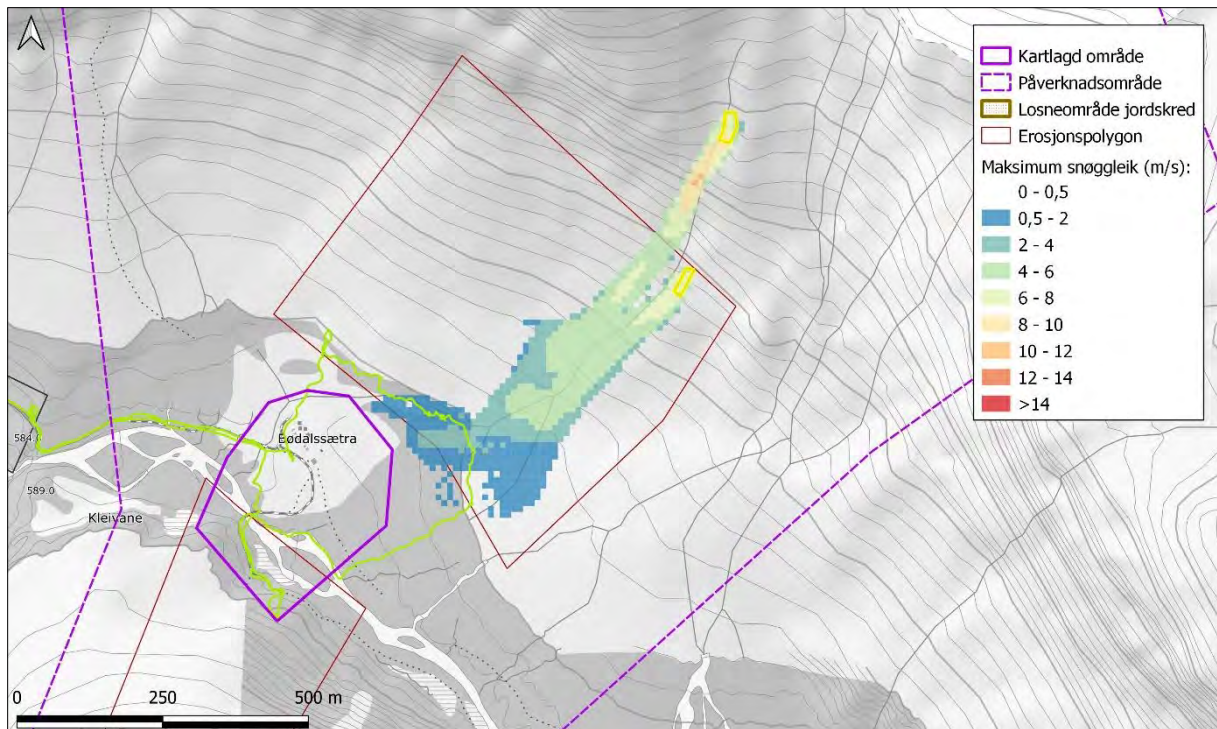 Kartlagd område
Påverknadsområde
Losneområde jordskred
Erosjonspolygon
Maksimum snøggleik (m/s):
0 - 0,5
0,5 - 2
2 - 4
4 - 6
6 - 8
8 - 10
10 - 12
12 - 14
>14
Bødalssætra
584.0
589.0
Kleivane
0
250
500 m